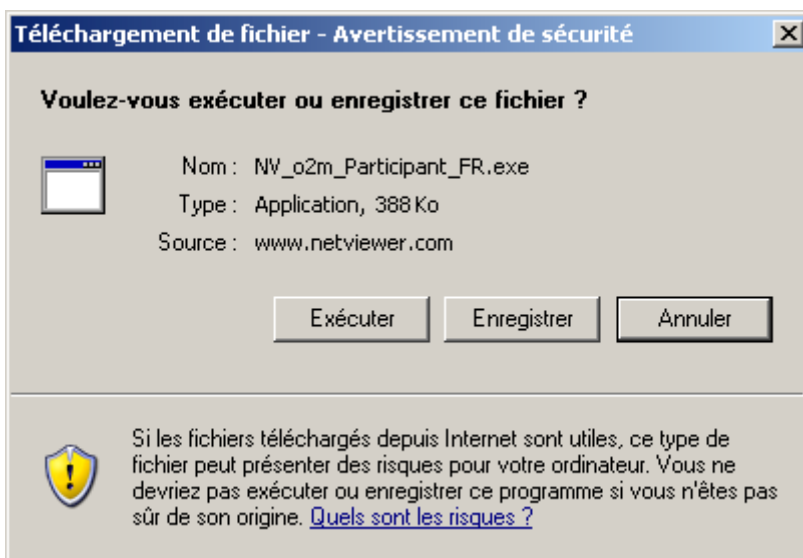 Téléchargement de fichier - Avertissement de sécurité
Voulez-vous exécuter ou enregistrer ce fichier ?
Nom : NV_o2m_Participant_FR.exe
Type : Application, 388 Ko
Source : www.netviewer.com
Exécuter Enregistrer Annuler
Si les fichiers téléchargés depuis Internet sont utiles, ce type de
fichier peut présenter des risques pour votre ordinateur. Vous ne
devriez pas exécuter ou enregistrer ce programme si vous n'êtes pas
sûr de son origine. Quels sont les risques ?